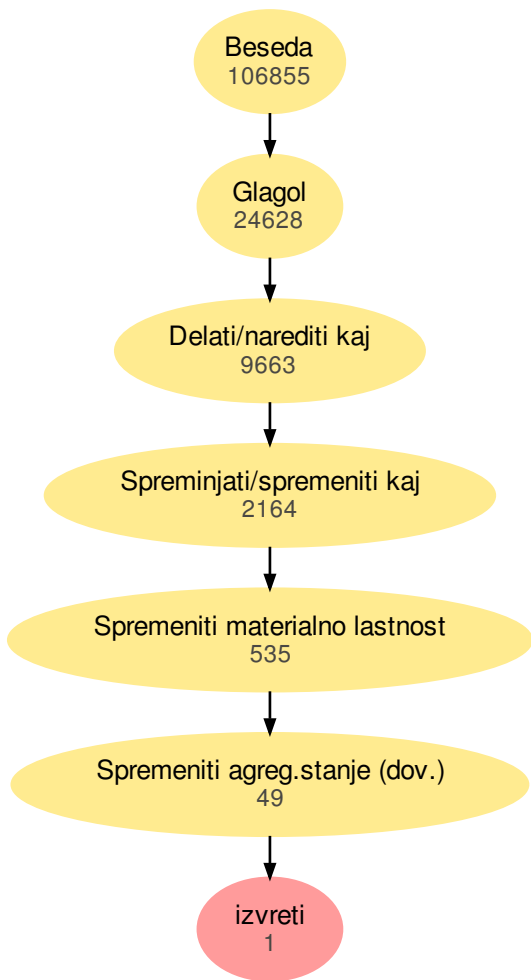 Beseda
106855
Glagol
24628
Delati/narediti kaj
9663
Spreminjati/spremeniti kaj
2164
Spremeniti materialno lastnost
535
Spremeniti agreg.stanje (dov.)
49
izvreti
1